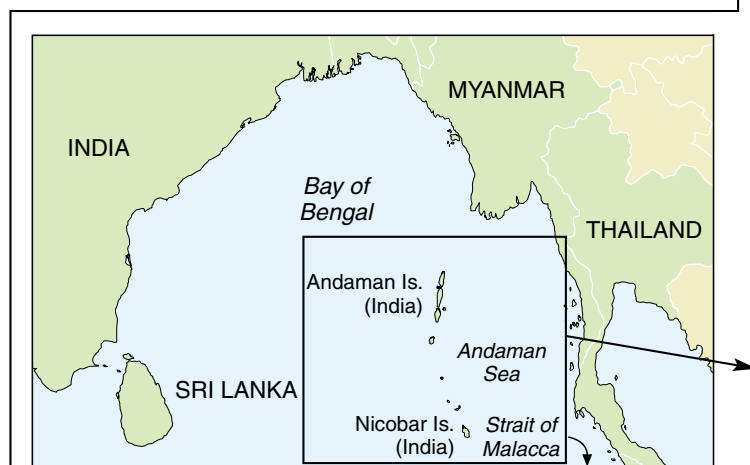 MYANMAR
INDIA
Bay of
Bengal
THAILAND
Andaman Is.
(India)
Andaman
Sea
SRI LANKA
Nicobar Is.
(India)
Strait of
Malacca